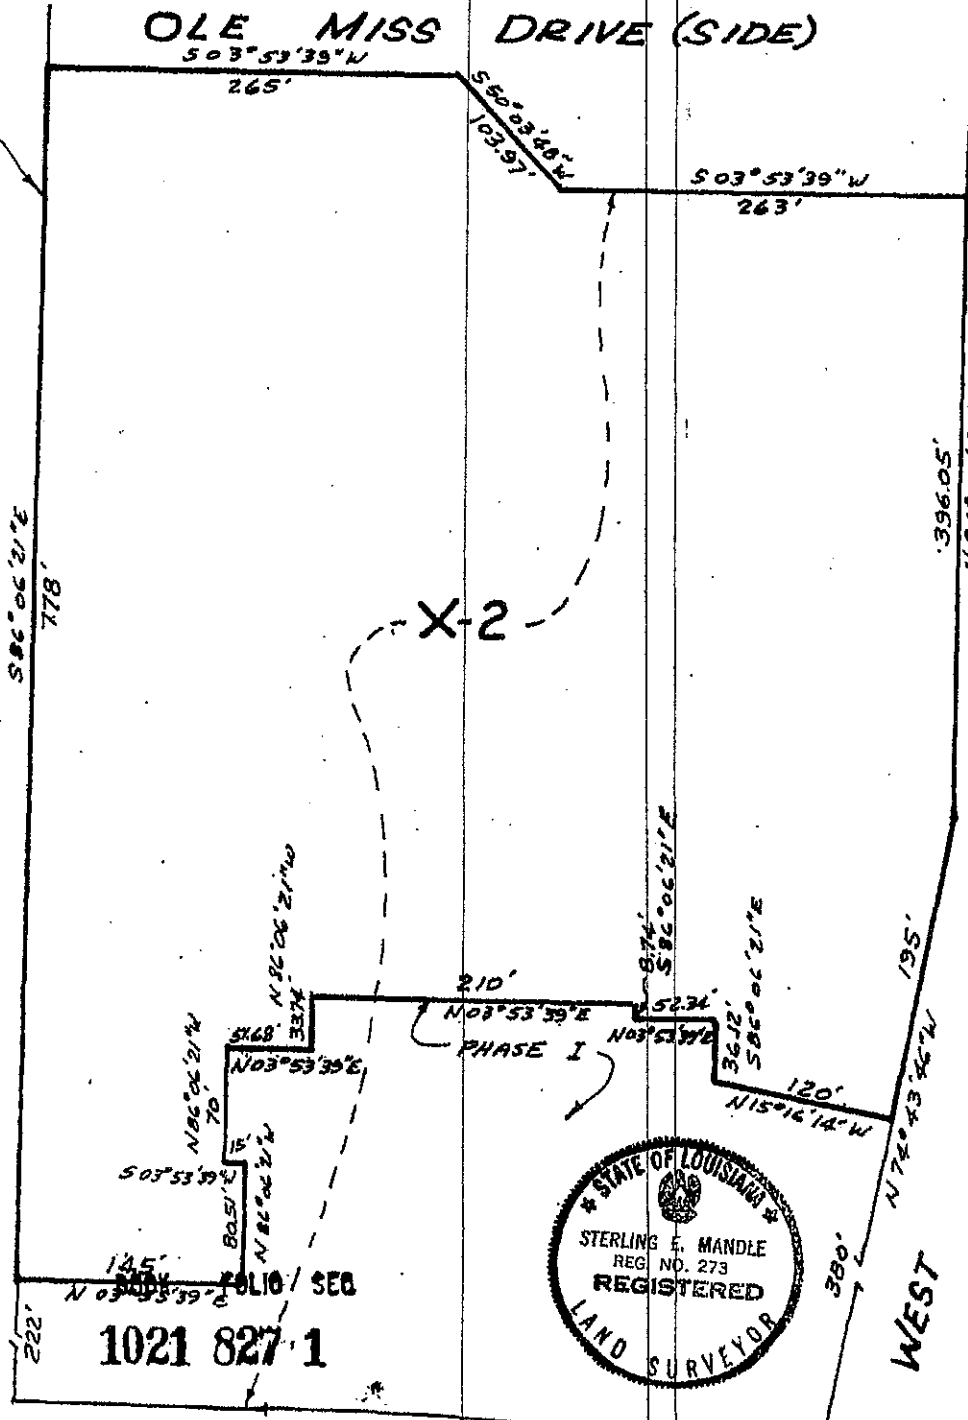 OLE MISS DRIVE (SIDE)
S 03°53'39" W
265'
S 50°03'48" W
103.97'
S 03°53'39" W
263'
S 86°06'21" E
778'
396.05'
X-2
8.74'
S 86°06'21" E
N 86°06'21" W
33.74'
210'
N 03°53'39" E
52.34'
N 03°53'39" E
36.12'
S 86°06'21" E
195'
N 74°43'46" W
51.68'
N 03°53'39" E
PHASE I
120'
N 15°16'14" W
N 86°06'21" W
70'
15'
S 03°53'39" W
80.51'
N 86°06'21" W
145'
N 03°53'39" E
BOOK FOLIO SEQ
1021 827 1
222'
STATE OF LOUISIANA
STERLING E. MANDLE
REG. NO. 273
REGISTERED
LAND SURVEYOR
380'
WEST